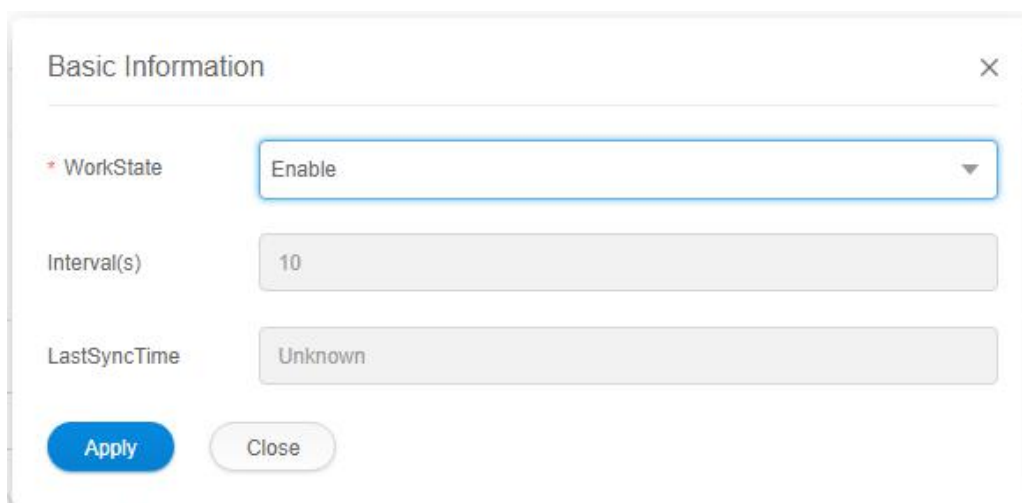 Basic Information
* WorkState Enable
Interval(s) 10
LastSyncTime Unknown
Apply Close